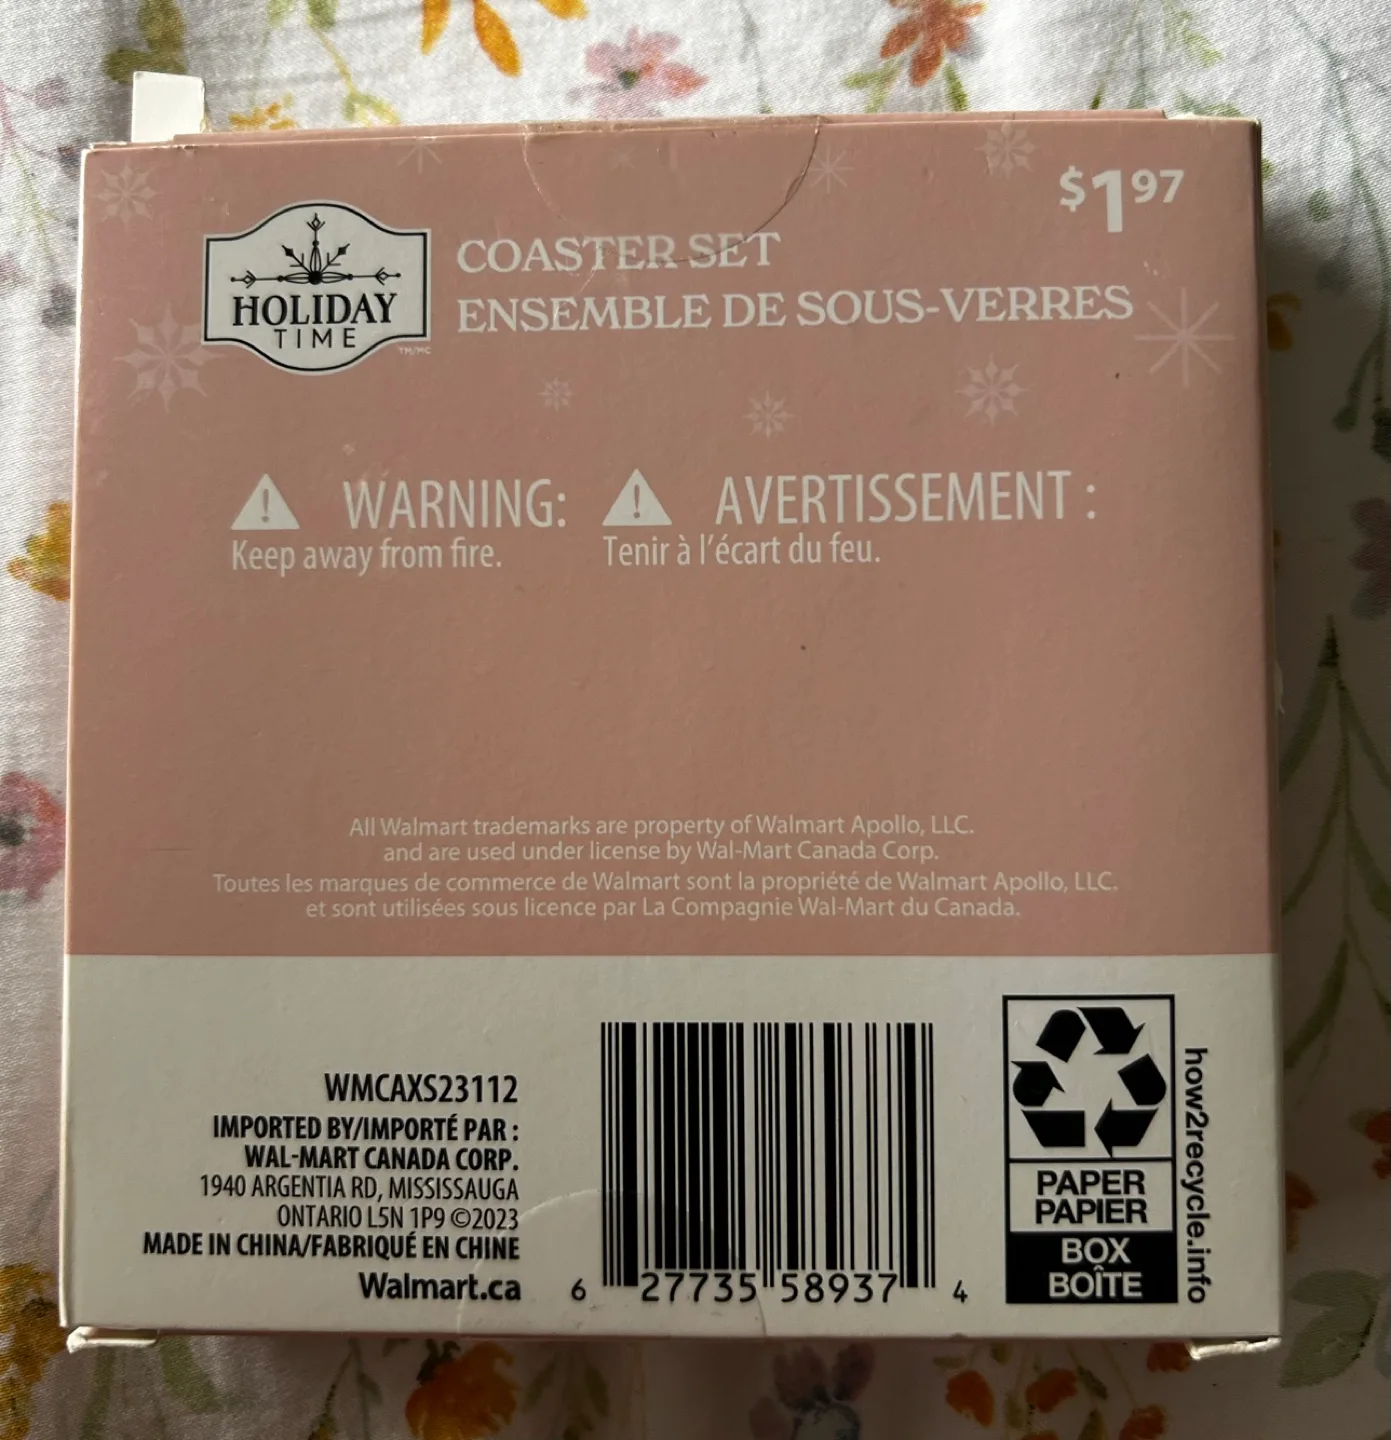 $1.97
HOLIDAY
TIME
TM/MC
COASTER SET
ENSEMBLE DE SOUS-VERRES
WARNING:
Keep away from fire.
AVERTISSEMENT :
Tenir à l'écart du feu.
All Walmart trademarks are property of Walmart Apollo, LLC.
and are used under license by Wal-Mart Canada Corp.
Toutes les marques de commerce de Walmart sont la propriété de Walmart Apollo, LLC.
et sont utilisées sous licence par La Compagnie Wal-Mart du Canada.
WMCAXS23112
IMPORTED BY/IMPORTÉ PAR :
WAL-MART CANADA CORP.
1940 ARGENTIA RD, MISSISSAUGA
ONTARIO L5N 1P9 ©2023
MADE IN CHINA/FABRIQUÉ EN CHINE
Walmart.ca
6 27735 58937 4
PAPER
PAPIER
BOX
BOÎTE
how2recycle.info